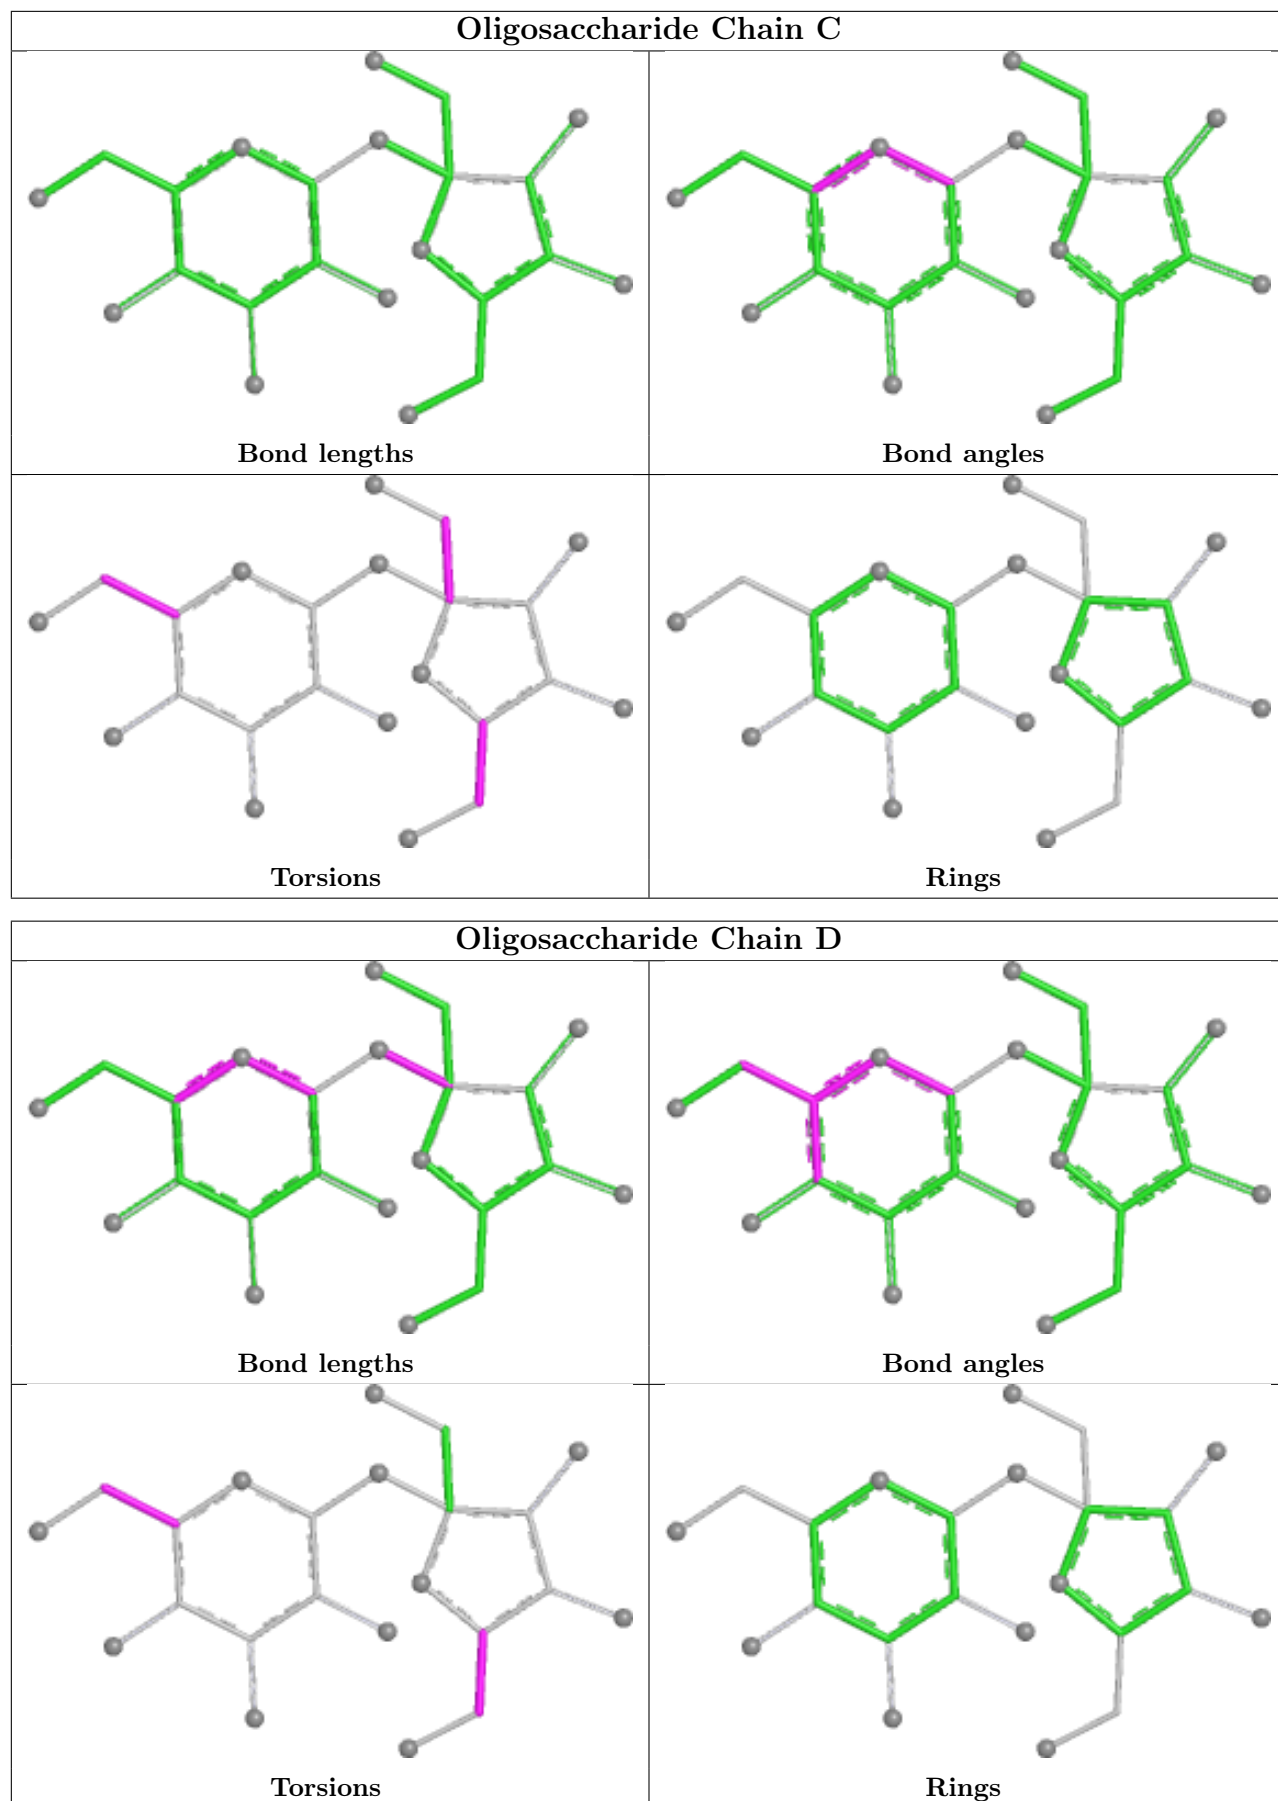 Oligosaccharide Chain C
Bond lengths
Bond angles
Torsions
Rings
Oligosaccharide Chain D
Bond lengths
Bond angles
Torsions
Rings